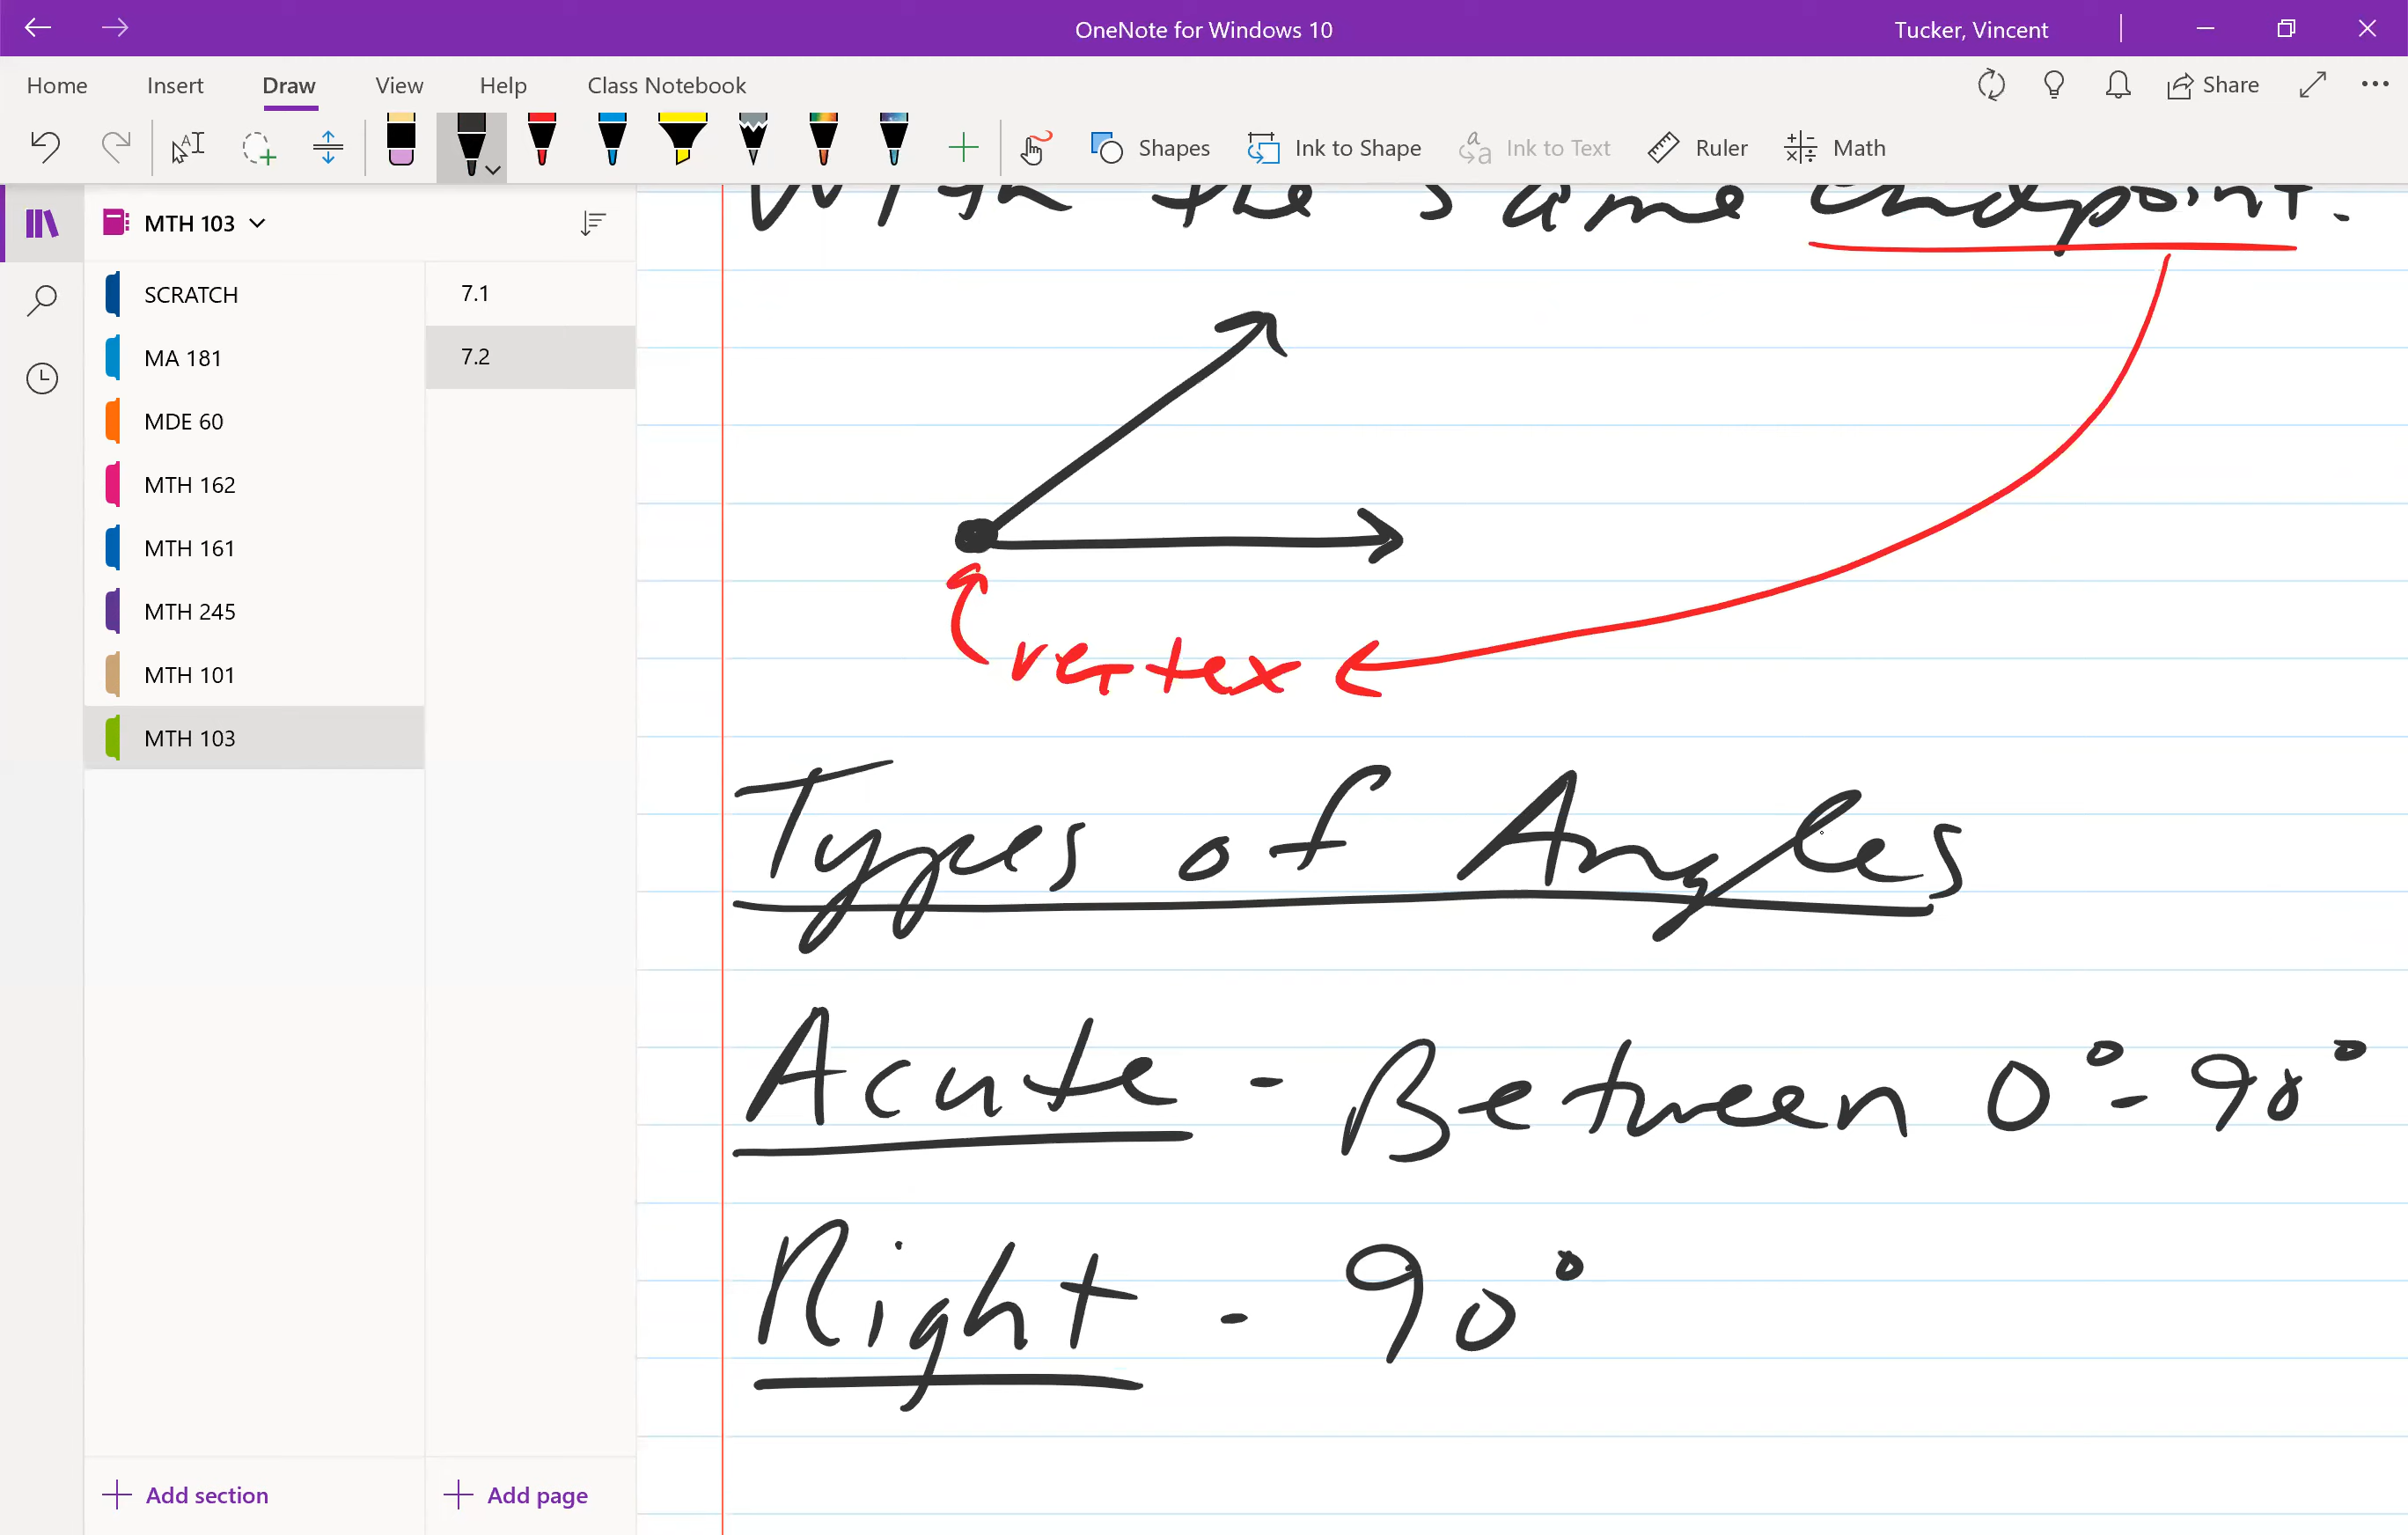 OneNote for Windows 10
Tucker, Vincent
Home Insert Draw View Help Class Notebook
Share
Shapes Ink to Shape Ink to Text Ruler Math
MTH 103
SCRATCH
MA 181
MDE 60
MTH 162
MTH 161
MTH 245
MTH 101
MTH 103
Add section
7.1
7.2
Add page
with the same endpoint.
vertex
Types of Angles
Acute - Between 0° - 90°
Right - 90°